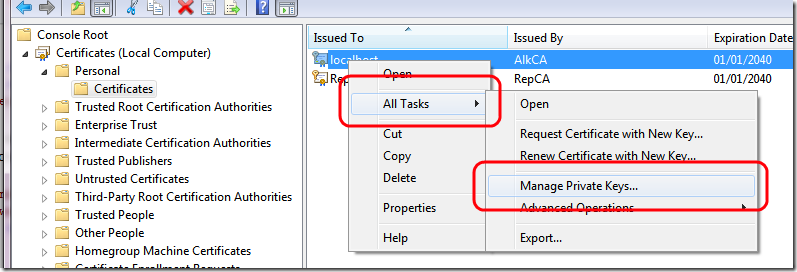 Console Root
Certificates (Local Computer)
Personal
Certificates
Trusted Root Certification Authorities
Enterprise Trust
Intermediate Certification Authorities
Trusted Publishers
Untrusted Certificates
Third-Party Root Certification Authorities
Trusted People
Other People
Homegroup Machine Certificates
Certificate Enrollment Requests
Issued To Issued By Expiration Date
localhost AlkCA 01/01/2040
Rep RepCA 01/01/2040
Open
All Tasks
Cut
Copy
Delete
Properties
Help
Open
Request Certificate with New Key...
Renew Certificate with New Key...
Manage Private Keys...
Advanced Operations
Export...